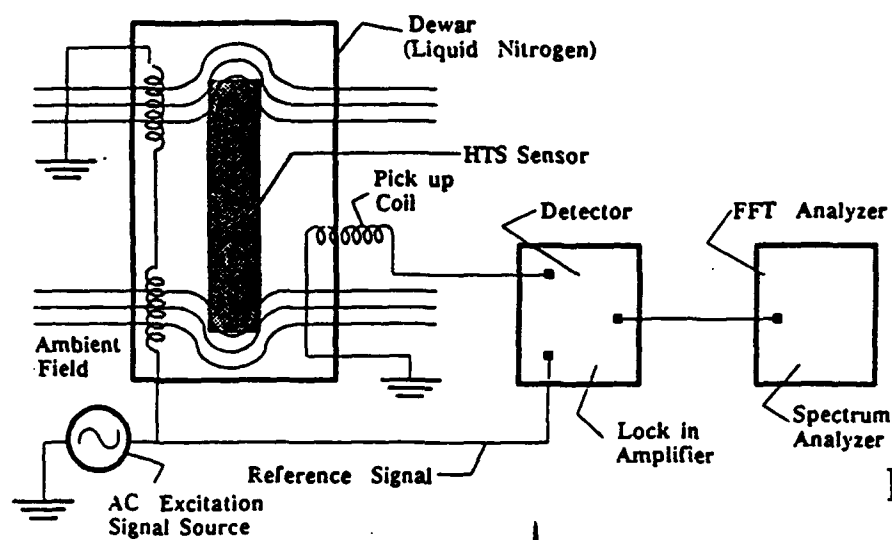 Dewar
(Liquid Nitrogen)
HTS Sensor
Pick up
Coil
Detector
FFT Analyzer
Ambient
Field
Lock in
Amplifier
Spectrum
Analyzer
Reference Signal
AC Excitation
Signal Source